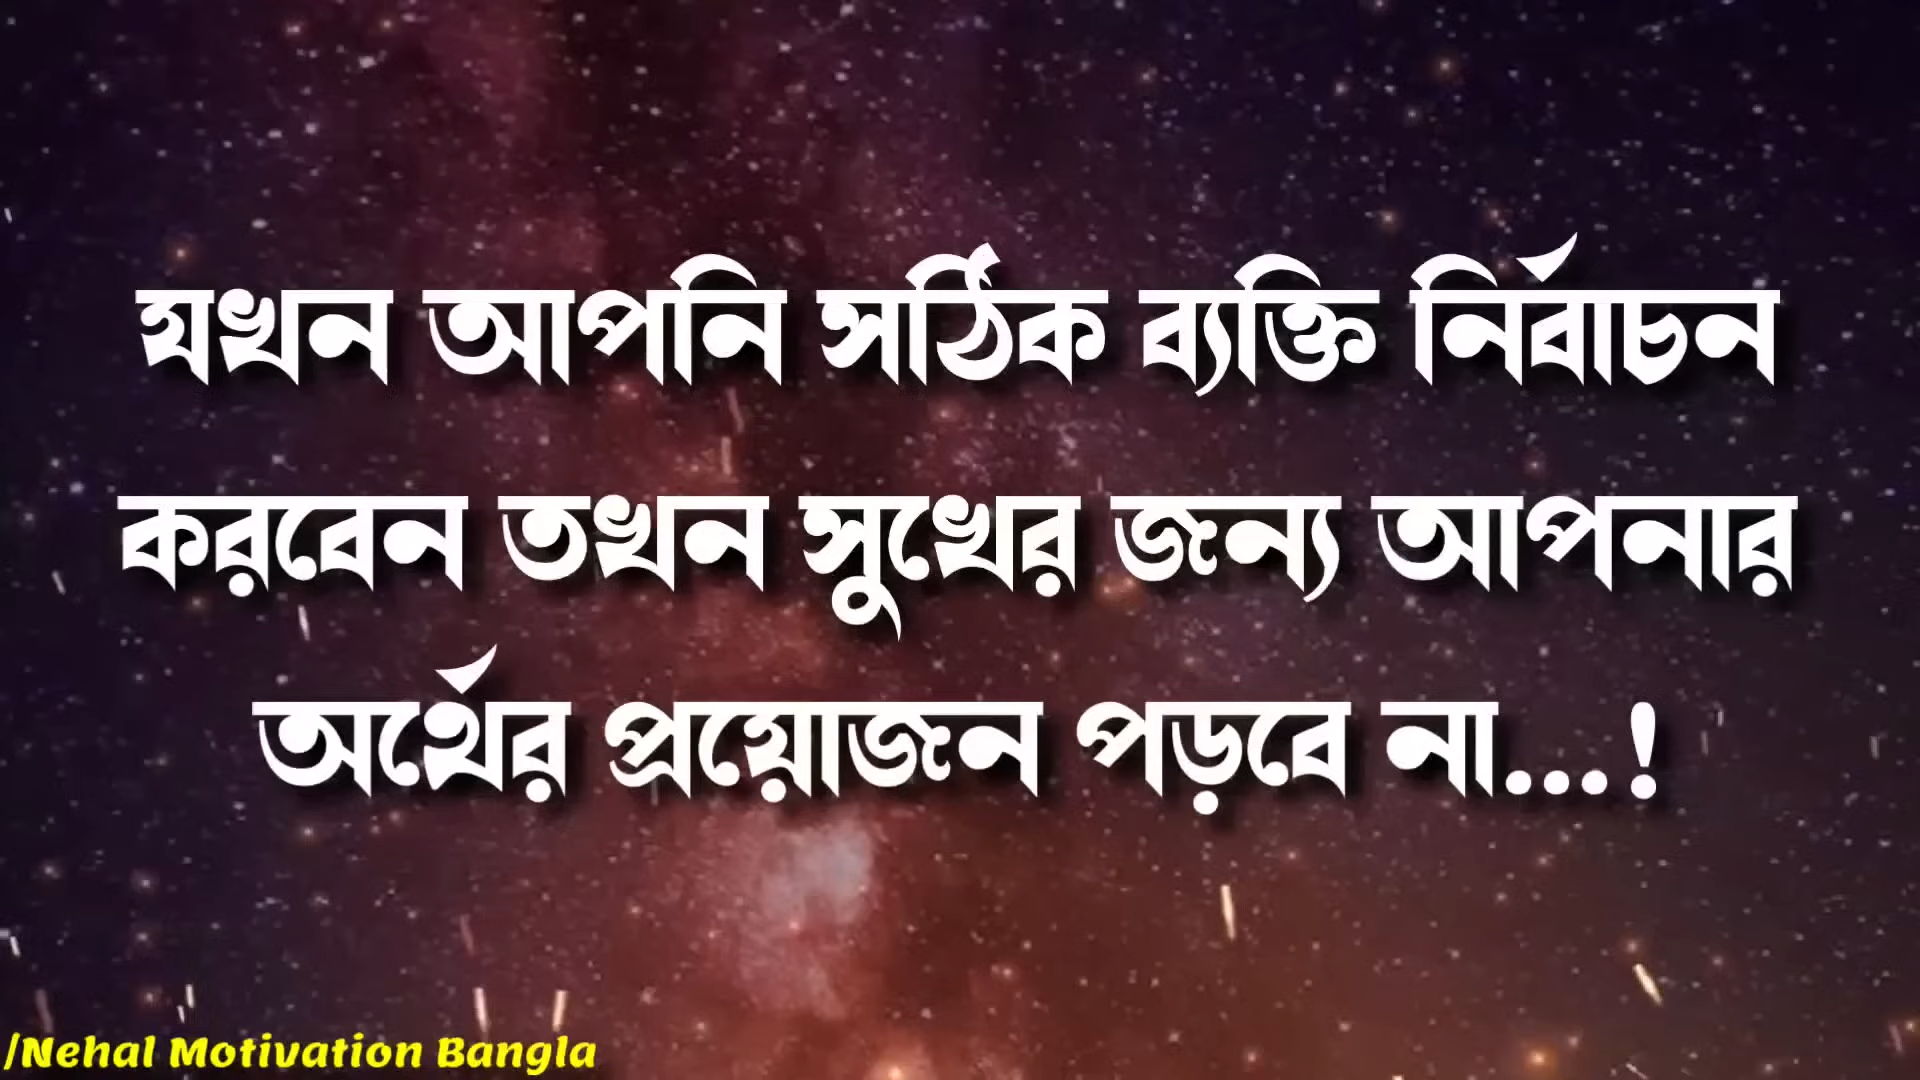 যখন আপনি সঠিক ব্যক্তি নির্বাচন
করবেন তখন সুখের জন্য আপনার
অর্থের প্রয়োজন পড়বে না...!
/Nehal Motivation Bangla